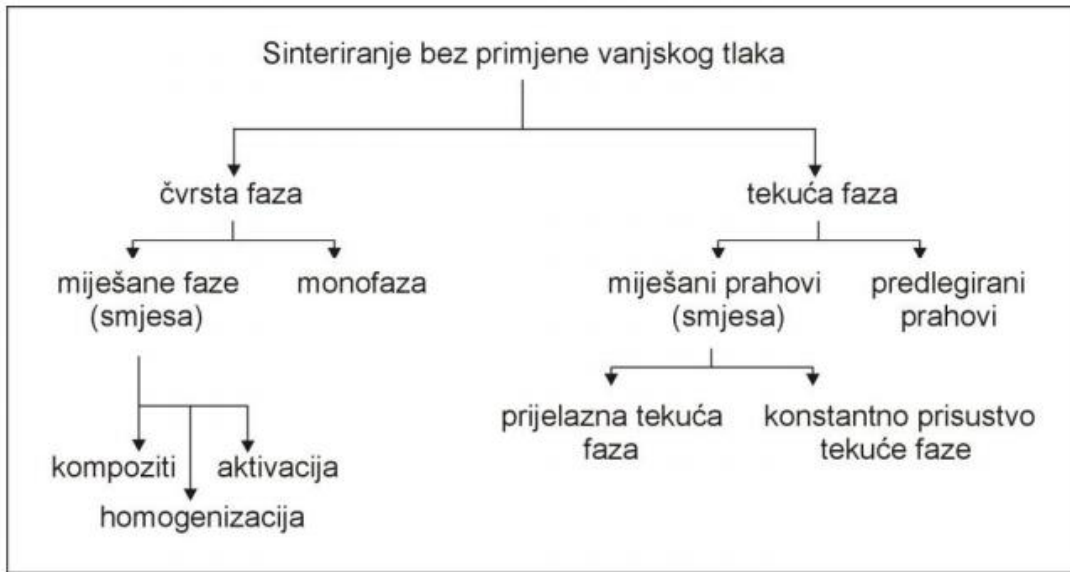 Sinteriranje bez primjene vanjskog tlaka
čvrsta faza
tekuća faza
miješane faze
(smjesa)
monofaza
miješani prahovi
(smjesa)
predlegirani
prahovi
kompoziti
aktivacija
homogenizacija
prijelazna tekuća
faza
konstantno prisustvo
tekuće faze